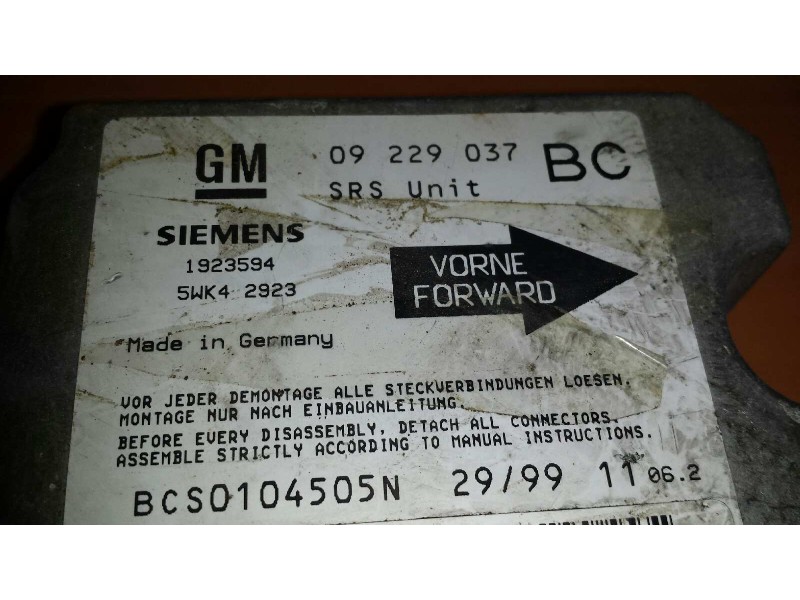 GM 09 229 037 BC
SRS Unit
SIEMENS
1923594
5WK4 2923
VORNE
FORWARD
Made in Germany
VOR JEDER DEMONTAGE ALLE STECKVERBINDUNGEN LOESEN.
MONTAGE NUR NACH EINBAUANLEITUNG.
BEFORE EVERY DISASSEMBLY, DETACH ALL CONNECTORS.
ASSEMBLE STRICTLY ACCORDING TO MANUAL INSTRUCTIONS.
BCS0104505N 29/99 11 06.2